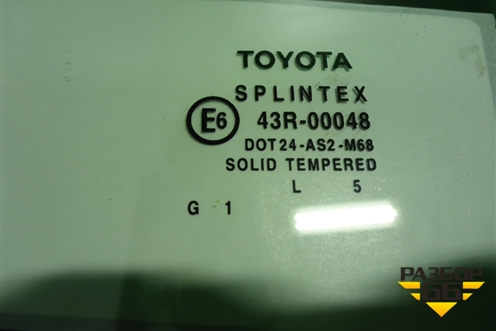 TOYOTA
SPLINTEX
E6 43R-00048
DOT24-AS2-M68
SOLID TEMPERED
L 5
G 1
РАЗБОР
66